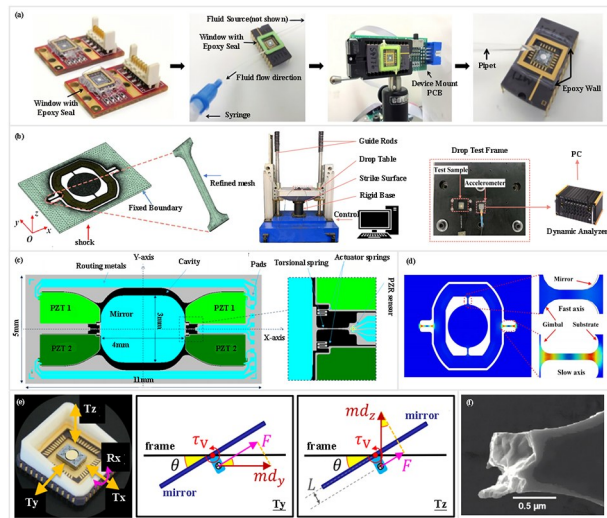 (a)
Fluid Source(not shown)
Window with
Epoxy Seal
Fluid flow direction
Window with
Epoxy Seal
Syringe
Device Mount
PCB
Pipet
Epoxy Wall
(b)
Refined mesh
Fixed Boundary
shock
x
y
z
O
Guide Rods
Drop Table
Strike Surface
Rigid Base
Control
Drop Test Frame
Test Sample
Accelerometer
PC
Dynamic Analyzer
(c)
Routing metals
Y-axis
Cavity
Pads
Torsional spring
Actuator springs
PZT 1
Mirror
PZT 1
3mm
4mm
PZT 2
PZT 2
X-axis
5mm
11mm
PZR sensor
(d)
Mirror
Fast axis
Gimbal
Substrate
Slow axis
(e)
Tz
Rx
Ty
Tx
frame
mirror
τv
F
θ
mdy
Ty
mdz
mirror
frame
τv
F
θ
L
Tz
(f)
0.5 μm